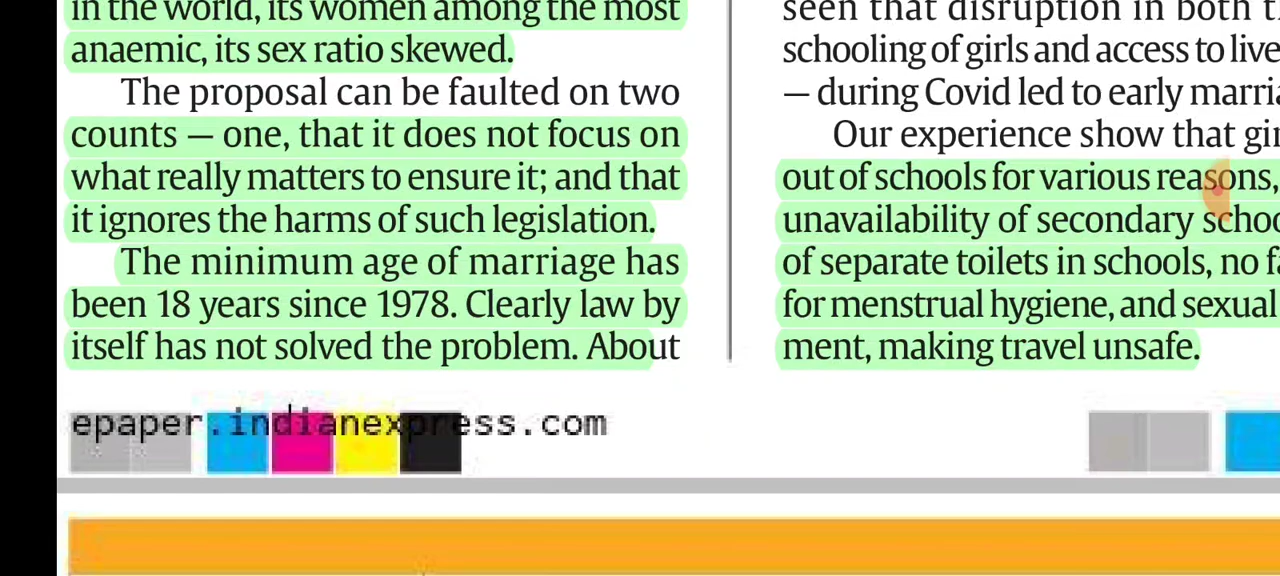 in the world, its women among the most
anaemic, its sex ratio skewed.
The proposal can be faulted on two
counts — one, that it does not focus on
what really matters to ensure it; and that
it ignores the harms of such legislation.
The minimum age of marriage has
been 18 years since 1978. Clearly law by
itself has not solved the problem. About
seen that disruption in both
schooling of girls and access to
— during Covid led to early
Our experience show that
out of schools for various reasons,
unavailability of secondary
of separate toilets in schools, no
for menstrual hygiene, and sexual
ment, making travel unsafe.
epaper.indianexpress.com